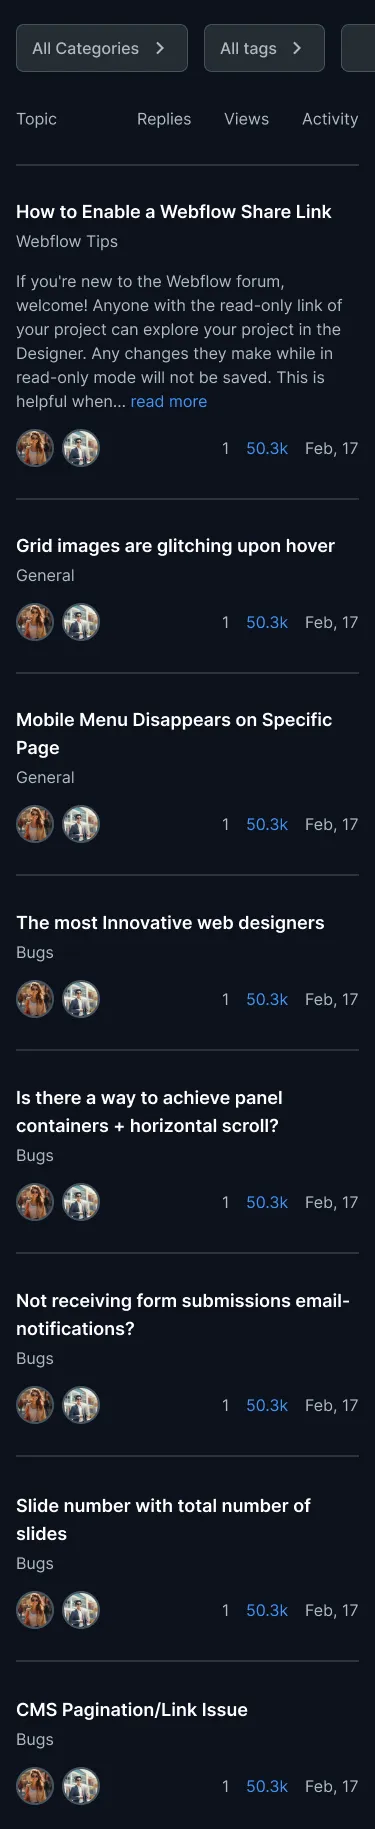 All Categories
All tags
Topic Replies Views Activity
How to Enable a Webflow Share Link
Webflow Tips
If you're new to the Webflow forum,
welcome! Anyone with the read-only link of
your project can explore your project in the
Designer. Any changes they make while in
read-only mode will not be saved. This is
helpful when... read more
1 50.3k Feb, 17
Grid images are glitching upon hover
General
1 50.3k Feb, 17
Mobile Menu Disappears on Specific
Page
General
1 50.3k Feb, 17
The most Innovative web designers
Bugs
1 50.3k Feb, 17
Is there a way to achieve panel
containers + horizontal scroll?
Bugs
1 50.3k Feb, 17
Not receiving form submissions email-
notifications?
Bugs
1 50.3k Feb, 17
Slide number with total number of
slides
Bugs
1 50.3k Feb, 17
CMS Pagination/Link Issue
Bugs
1 50.3k Feb, 17